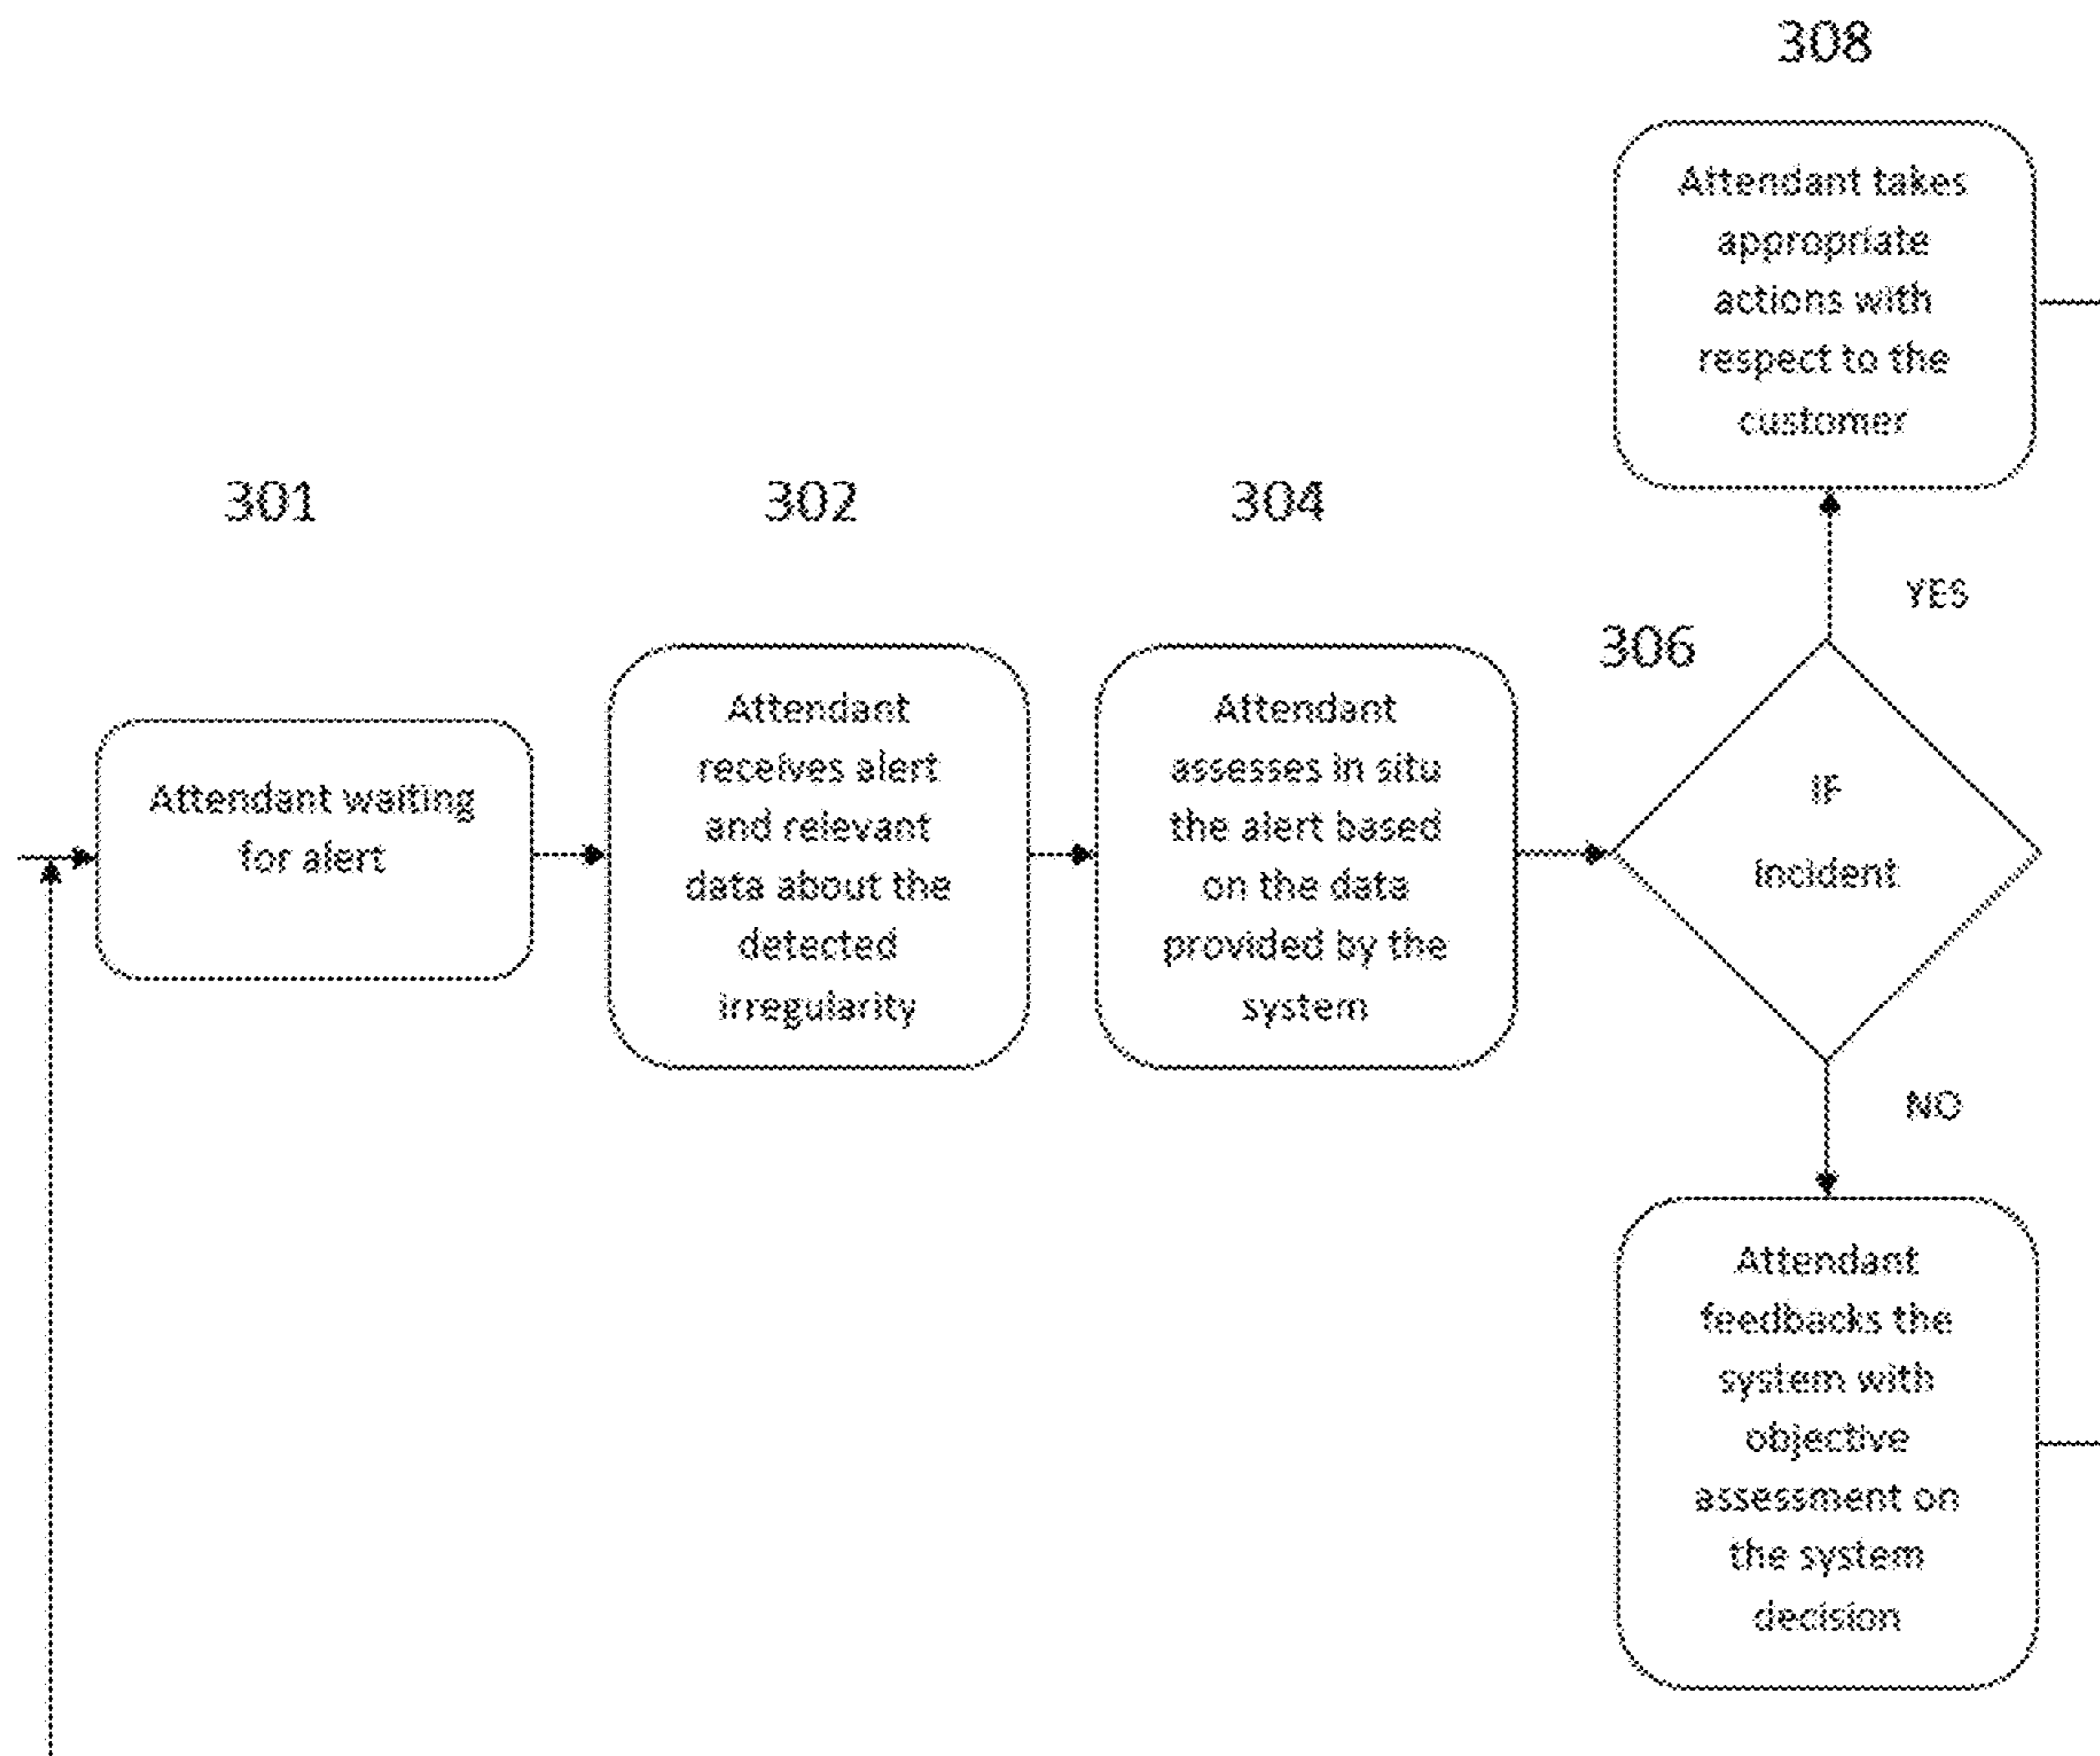 308
Attendant takes
appropriate
actions with
respect to the
customer
301
302
304
YES
306
Attendant waiting
for alert
Attendant
receives alert
and relevant
data about the
detected
irregularity
Attendant
assesses in situ
the alert based
on the data
provided by the
system
IF
Incident
NO
Attendant
feedbacks the
system with
objective
assessment on
the system
decision